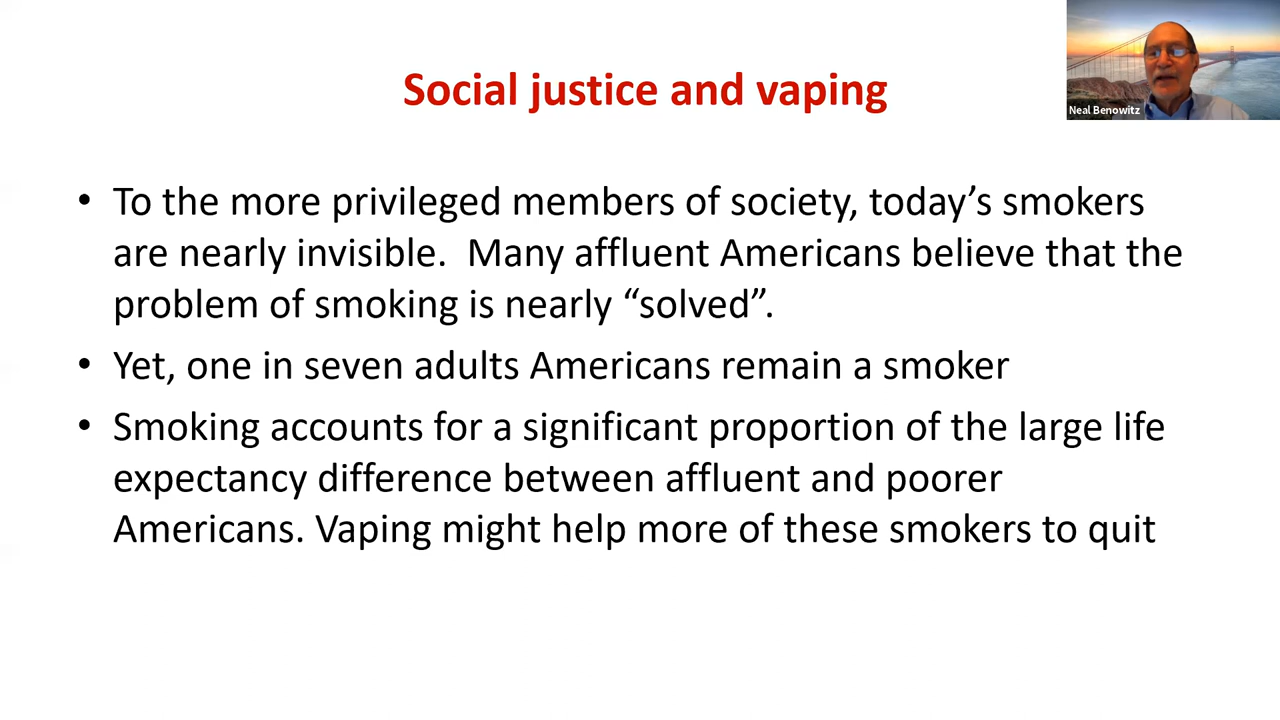 Social justice and vaping
Neal Benowitz
• To the more privileged members of society, today’s smokers
are nearly invisible.  Many affluent Americans believe that the
problem of smoking is nearly “solved”.
• Yet, one in seven adults Americans remain a smoker
• Smoking accounts for a significant proportion of the large life
expectancy difference between affluent and poorer
Americans. Vaping might help more of these smokers to quit